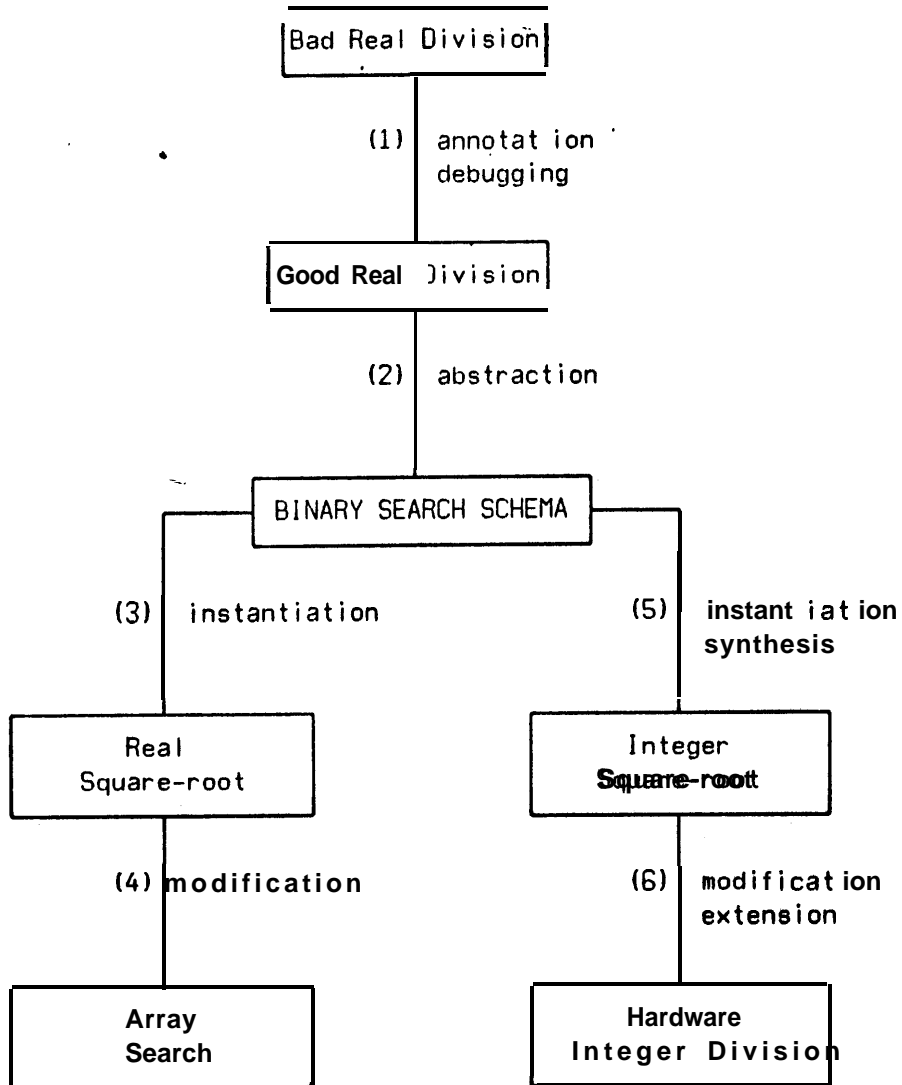 Bad Real Division
(1) annotation
debugging
Good Real Division
(2) abstraction
BINARY SEARCH SCHEMA
(3) instantiation
(5) instantiation
synthesis
Real
Square-root
Integer
Square-root
(4) modification
(6) modification
extension
Array
Search
Hardware
Integer Division